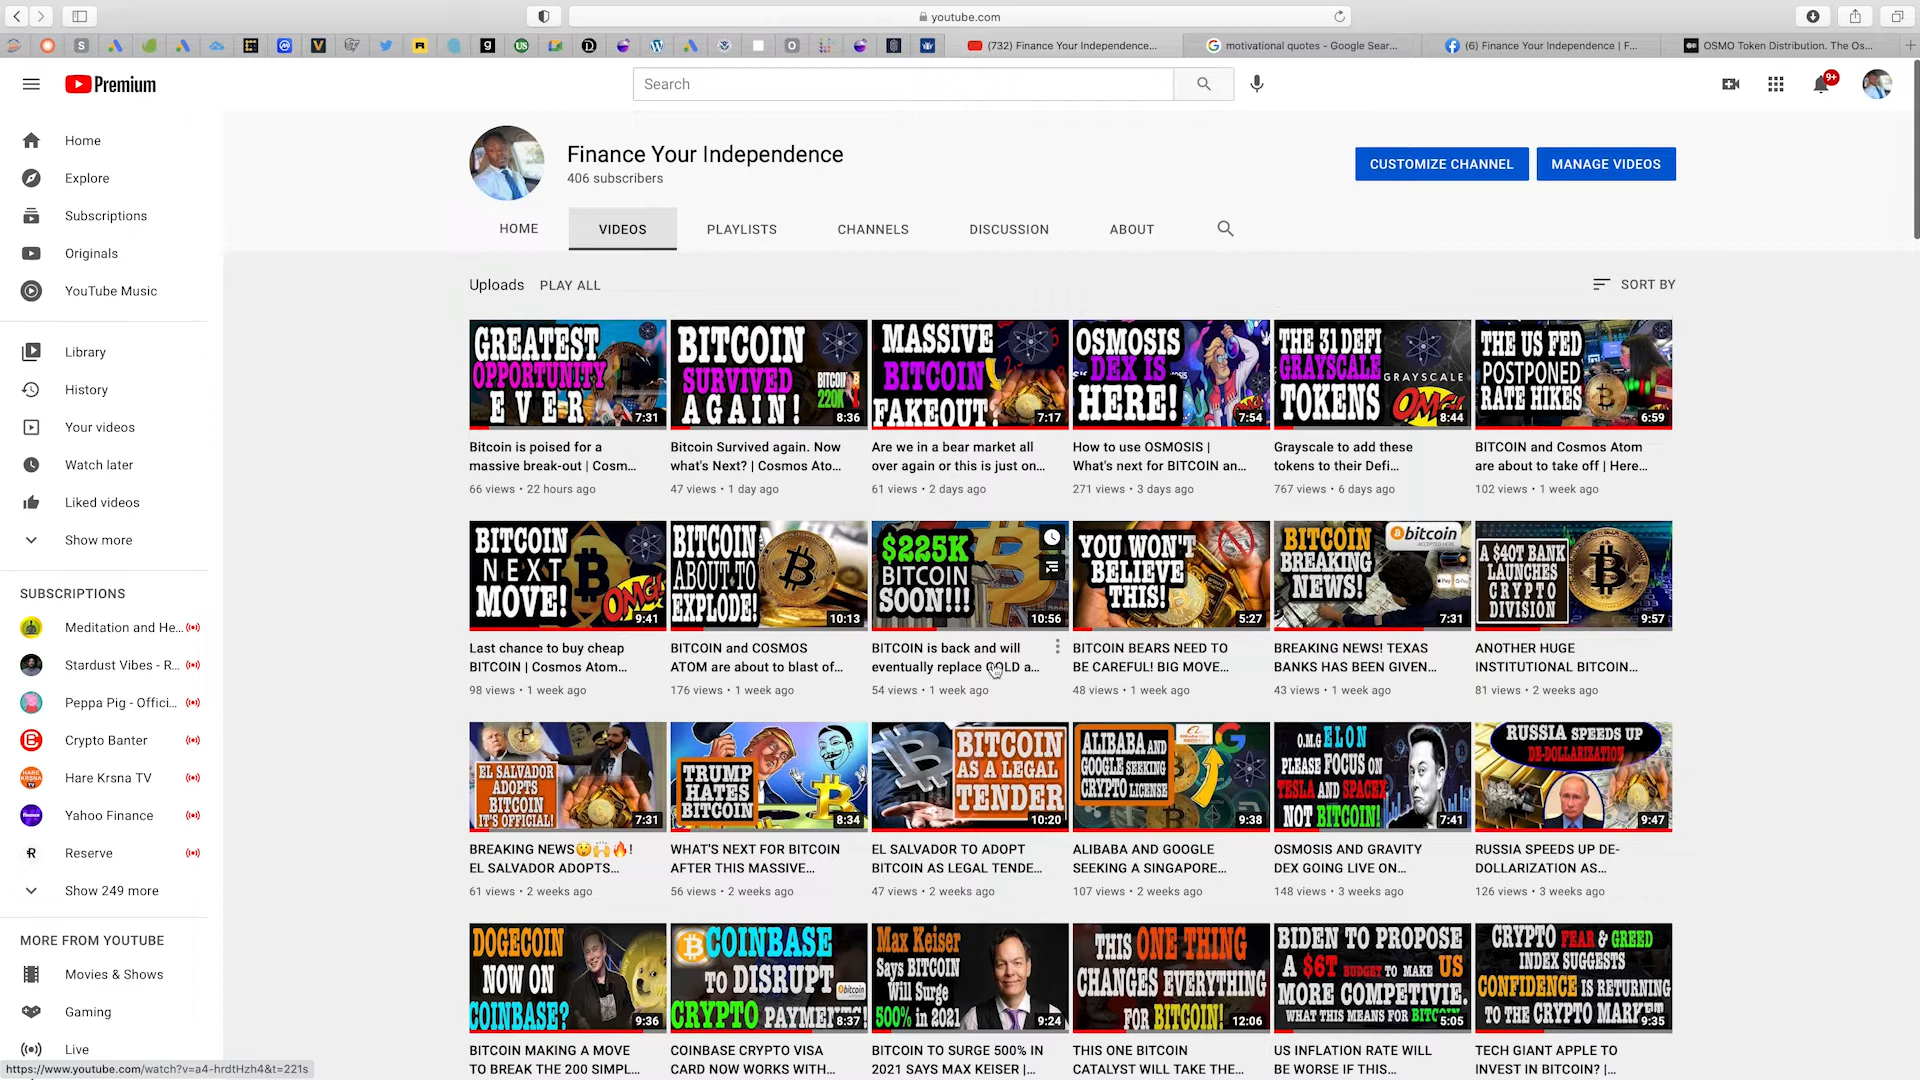 youtube.com
(732) Finance Your Independence...
motivational quotes - Google Sear...
(6) Finance Your Independence | F...
OSMO Token Distribution. The Os...
Premium
Search
9+
Home
Explore
Subscriptions
Originals
YouTube Music
Library
History
Your videos
Watch later
Liked videos
Show more
SUBSCRIPTIONS
Meditation and He...
Stardust Vibes - R...
Peppa Pig - Offici...
Crypto Banter
Hare Krsna TV
Yahoo Finance
Reserve
Show 249 more
MORE FROM YOUTUBE
Movies & Shows
Gaming
Live
https://www.youtube.com/watch?v=a4-hrdtHzh4&t=221s
Finance Your Independence
406 subscribers
CUSTOMIZE CHANNEL
MANAGE VIDEOS
HOME
VIDEOS
PLAYLISTS
CHANNELS
DISCUSSION
ABOUT
Uploads
PLAY ALL
SORT BY
GREATEST
OPPORTUNITY
EVER
7:31
Bitcoin is poised for a
massive break-out | Cosm...
66 views • 22 hours ago
BITCOIN
SURVIVED
AGAIN!
BITCOIN
220K
8:36
Bitcoin Survived again. Now
what's Next? | Cosmos Ato...
47 views • 1 day ago
MASSIVE
BITCOIN
FAKEOUT!
7:17
Are we in a bear market all
over again or this is just on...
61 views • 2 days ago
OSMOSIS
DEX IS
HERE!
7:54
How to use OSMOSIS |
What's next for BITCOIN an...
271 views • 3 days ago
THE 31 DEFI
GRAYSCALE
TOKENS
GRAYSCALE
OMG!
8:44
Grayscale to add these
tokens to their Defi...
767 views • 6 days ago
THE US FED
POSTPONED
RATE HIKES
6:59
BITCOIN and Cosmos Atom
are about to take off | Here...
102 views • 1 week ago
BITCOIN
NEXT
MOVE!
OMG!
9:41
Last chance to buy cheap
BITCOIN | Cosmos Atom...
98 views • 1 week ago
BITCOIN
ABOUT TO
EXPLODE!
10:13
BITCOIN and COSMOS
ATOM are about to blast of...
176 views • 1 week ago
$225K
BITCOIN
SOON!!!
10:56
BITCOIN is back and will
eventually replace GOLD a...
54 views • 1 week ago
YOU WON'T
BELIEVE
THIS!
5:27
BITCOIN BEARS NEED TO
BE CAREFUL! BIG MOVE...
48 views • 1 week ago
BITCOIN
BREAKING
NEWS!
bitcoin
ACCEPTED HERE
7:31
BREAKING NEWS! TEXAS
BANKS HAS BEEN GIVEN...
43 views • 1 week ago
A $40T BANK
LAUNCHES
CRYPTO
DIVISION
9:57
ANOTHER HUGE
INSTITUTIONAL BITCOIN...
81 views • 2 weeks ago
EL SALVADOR
ADOPTS
BITCOIN
IT'S OFFICIAL!
7:31
BREAKING NEWS😲🙌🔥!
EL SALVADOR ADOPTS...
61 views • 2 weeks ago
TRUMP
HATES
BITCOIN
8:34
WHAT'S NEXT FOR BITCOIN
AFTER THIS MASSIVE...
56 views • 2 weeks ago
BITCOIN
AS A LEGAL
TENDER
10:20
EL SALVADOR TO ADOPT
BITCOIN AS LEGAL TENDE...
47 views • 2 weeks ago
ALIBABA AND
GOOGLE SEEKING
CRYPTO LICENSE
9:38
ALIBABA AND GOOGLE
SEEKING A SINGAPORE...
107 views • 2 weeks ago
O.M.G ELON
PLEASE FOCUS ON
TESLA AND SPACEX
NOT BITCOIN!
7:41
OSMOSIS AND GRAVITY
DEX GOING LIVE ON...
148 views • 3 weeks ago
RUSSIA SPEEDS UP
DE-DOLLARIZATION
9:47
RUSSIA SPEEDS UP DE-
DOLLARIZATION AS...
126 views • 3 weeks ago
DOGECOIN
NOW ON
COINBASE?
9:36
BITCOIN MAKING A MOVE
TO BREAK THE 200 SIMPL...
COINBASE
TO DISRUPT
CRYPTO PAYMENTS!
bitcoin
8:37
COINBASE CRYPTO VISA
CARD NOW WORKS WITH...
Max Keiser
Says BITCOIN
Will Surge
500% in 2021
9:24
BITCOIN TO SURGE 500% IN
2021 SAYS MAX KEISER |...
THIS ONE THING
CHANGES EVERYTHING
FOR BITCOIN!
12:06
THIS ONE BITCOIN
CATALYST WILL TAKE THE...
BIDEN TO PROPOSE
A $6T BUDGET TO MAKE US
MORE COMPETIVIE.
WHAT THIS MEANS FOR BITCOIN
5:05
US INFLATION RATE WILL
BE WORSE IF THIS...
CRYPTO FEAR & GREED
INDEX SUGGESTS
CONFIDENCE IS RETURNING
TO THE CRYPTO MARKET
9:35
TECH GIANT APPLE TO
INVEST IN BITCOIN? |...